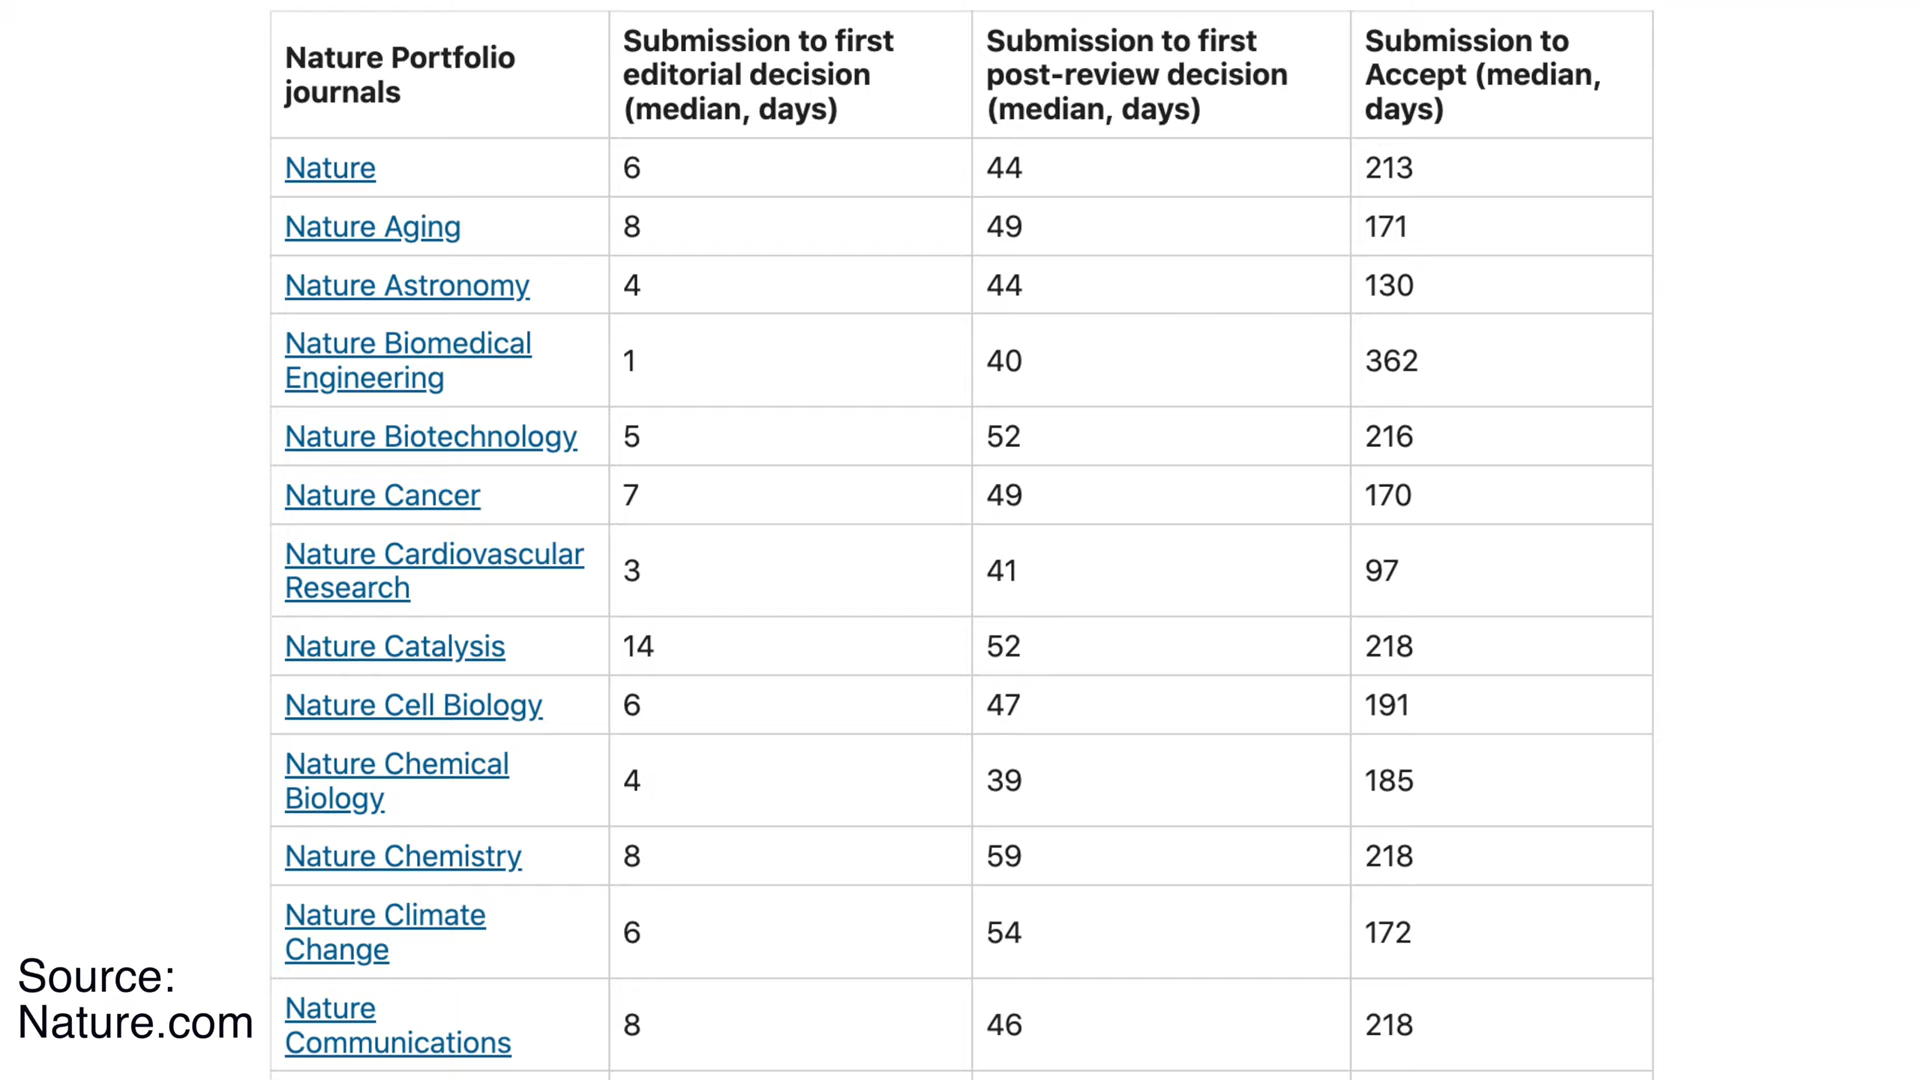 Nature Portfolio journals | Submission to first editorial decision (median, days) | Submission to first post-review decision (median, days) | Submission to Accept (median, days)
Nature | 6 | 44 | 213
Nature Aging | 8 | 49 | 171
Nature Astronomy | 4 | 44 | 130
Nature Biomedical Engineering | 1 | 40 | 362
Nature Biotechnology | 5 | 52 | 216
Nature Cancer | 7 | 49 | 170
Nature Cardiovascular Research | 3 | 41 | 97
Nature Catalysis | 14 | 52 | 218
Nature Cell Biology | 6 | 47 | 191
Nature Chemical Biology | 4 | 39 | 185
Nature Chemistry | 8 | 59 | 218
Nature Climate Change | 6 | 54 | 172
Nature Communications | 8 | 46 | 218
Source:
Nature.com